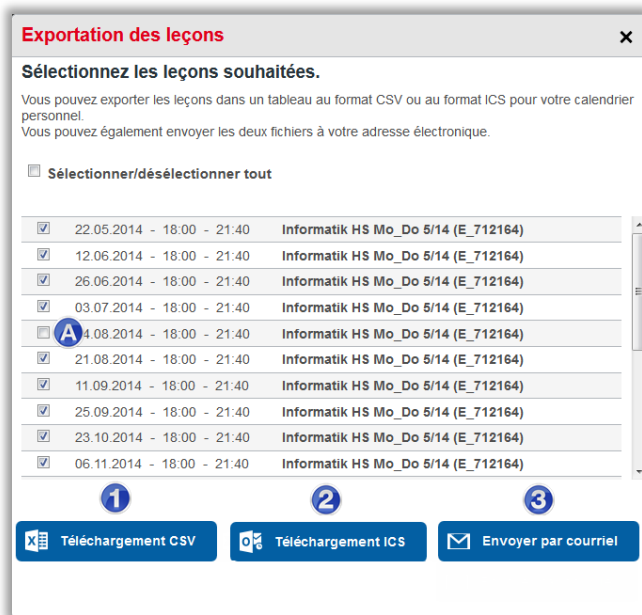 Exportation des leçons
Sélectionnez les leçons souhaitées.
Vous pouvez exporter les leçons dans un tableau au format CSV ou au format ICS pour votre calendrier
personnel.
Vous pouvez également envoyer les deux fichiers à votre adresse électronique.
Sélectionner/désélectionner tout
22.05.2014 - 18:00 - 21:40 Informatik HS Mo_Do 5/14 (E_712164)
12.06.2014 - 18:00 - 21:40 Informatik HS Mo_Do 5/14 (E_712164)
26.06.2014 - 18:00 - 21:40 Informatik HS Mo_Do 5/14 (E_712164)
03.07.2014 - 18:00 - 21:40 Informatik HS Mo_Do 5/14 (E_712164)
A 4.08.2014 - 18:00 - 21:40 Informatik HS Mo_Do 5/14 (E_712164)
21.08.2014 - 18:00 - 21:40 Informatik HS Mo_Do 5/14 (E_712164)
11.09.2014 - 18:00 - 21:40 Informatik HS Mo_Do 5/14 (E_712164)
25.09.2014 - 18:00 - 21:40 Informatik HS Mo_Do 5/14 (E_712164)
23.10.2014 - 18:00 - 21:40 Informatik HS Mo_Do 5/14 (E_712164)
06.11.2014 - 18:00 - 21:40 Informatik HS Mo_Do 5/14 (E_712164)
1 2 3
Téléchargement CSV Téléchargement ICS Envoyer par courriel